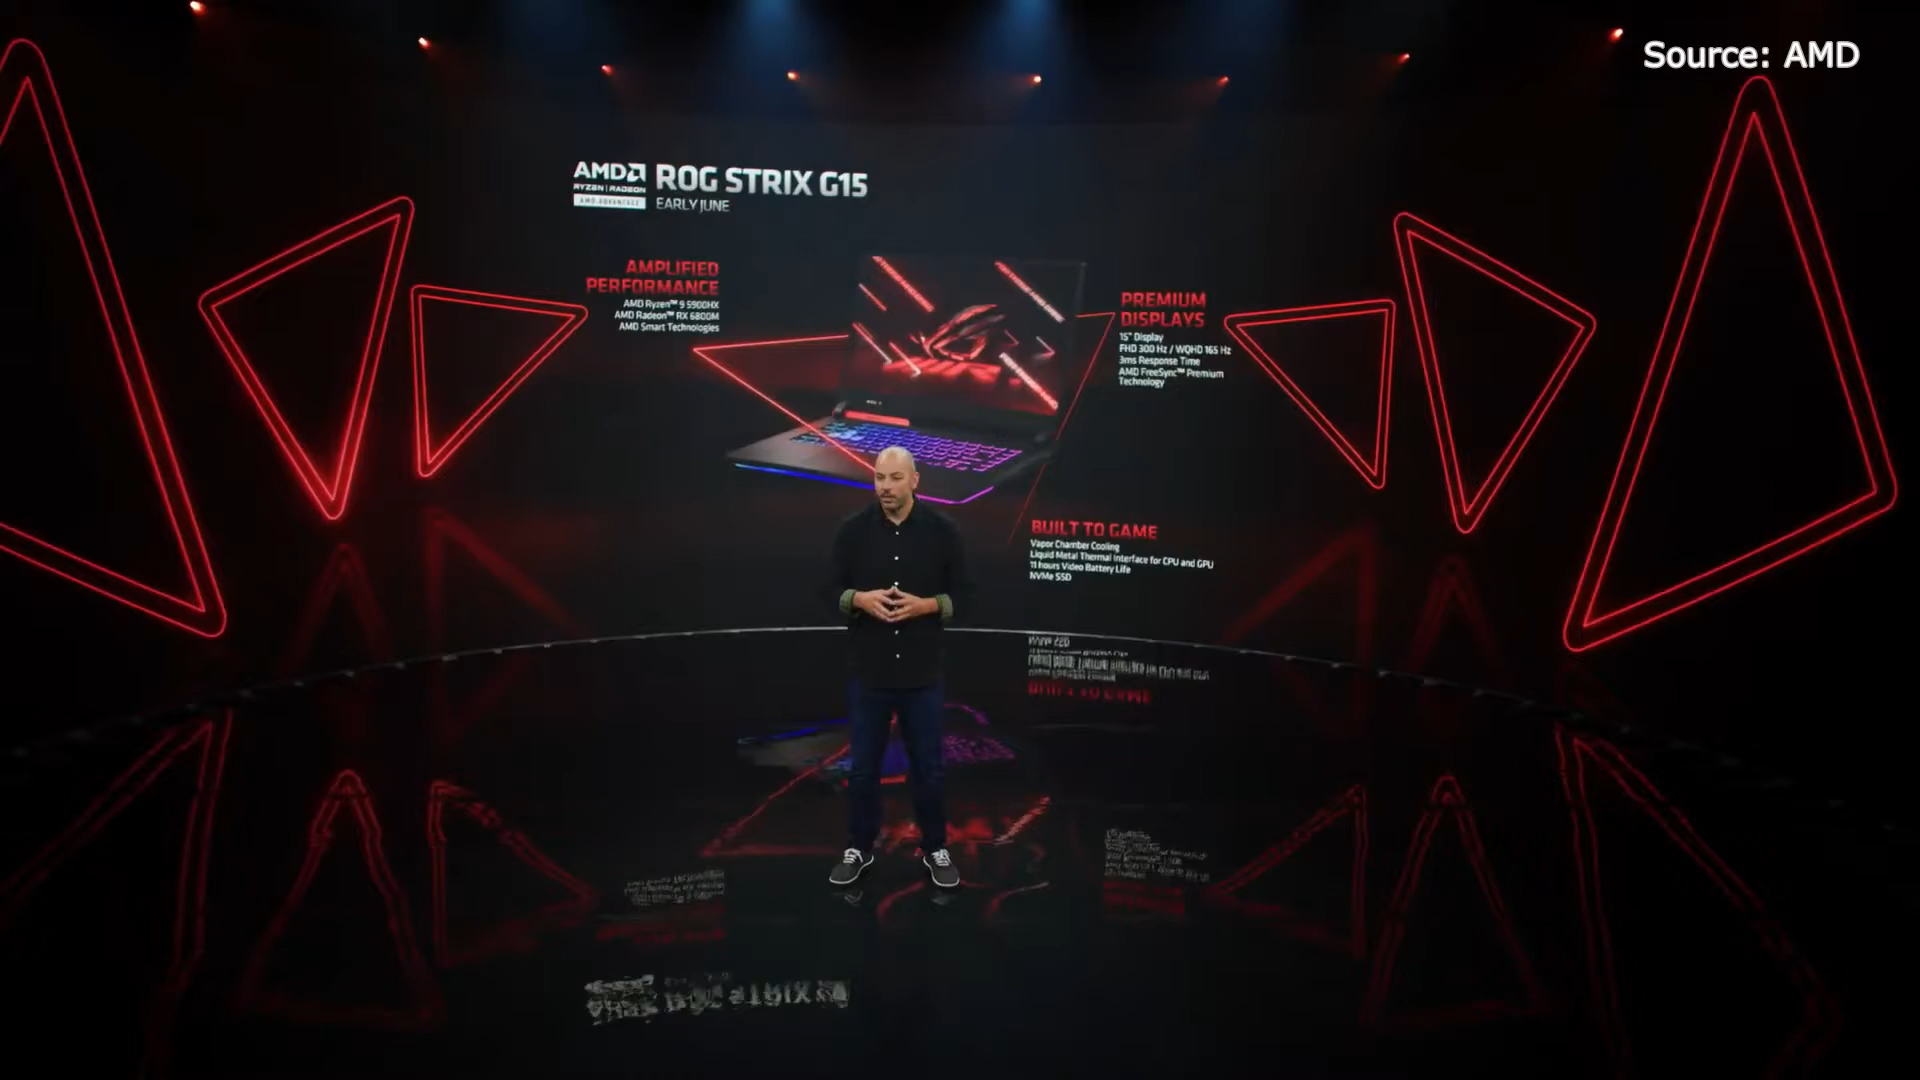 Source: AMD
AMD
RYZEN | RADEON
AMD ADVANTAGE
ROG STRIX G15
EARLY JUNE
AMPLIFIED
PERFORMANCE
AMD Ryzen™ 9 5900HX
AMD Radeon™ RX 6800M
AMD Smart Technologies
PREMIUM
DISPLAYS
15" Display
FHD 300 Hz / WQHD 165 Hz
3ms Response Time
AMD FreeSync™ Premium
Technology
BUILT TO GAME
Vapor Chamber Cooling
Liquid Metal Thermal Interface for CPU and GPU
11 hours Video Battery Life
NVMe SSD